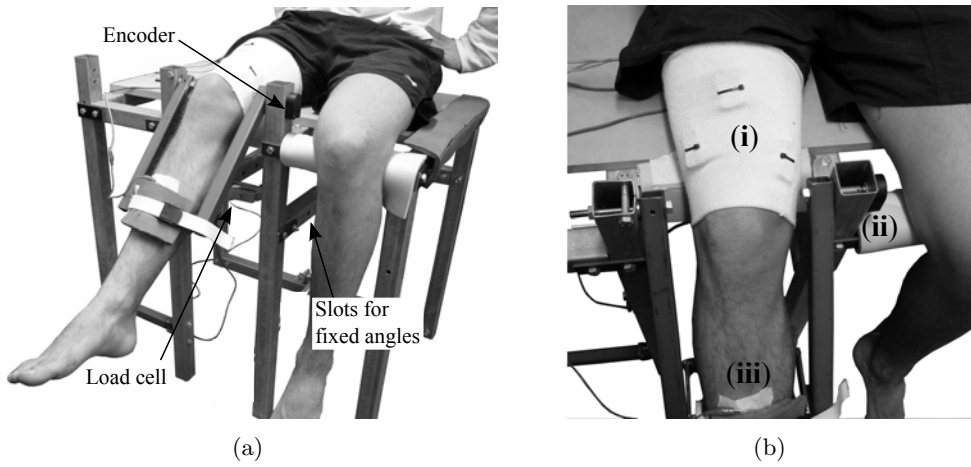 Encoder
Slots for
fixed angles
Load cell
(a)
(i)
(ii)
(iii)
(b)